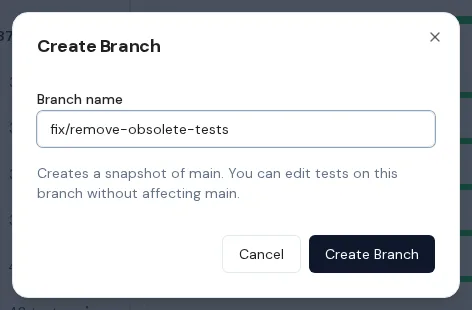 Create Branch
Branch name
fix/remove-obsolete-tests
Creates a snapshot of main. You can edit tests on this
branch without affecting main.
Cancel
Create Branch